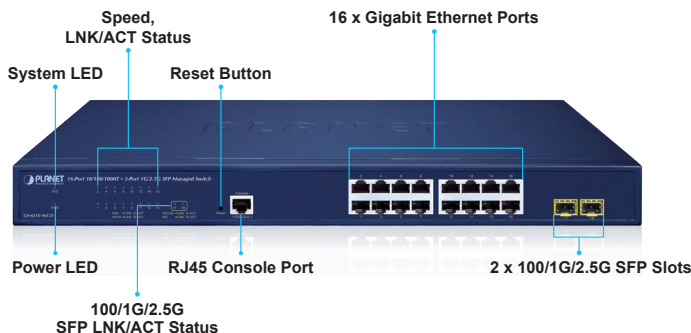 Speed,
LNK/ACT Status
16 x Gigabit Ethernet Ports
System LED
Reset Button
PLANET
PLANET
16-Port 10/100/1000T + 2-Port 1G/2.5G SFP Managed Switch
Console
Power LED
RJ45 Console Port
2 x 100/1G/2.5G SFP Slots
100/1G/2.5G
SFP LNK/ACT Status